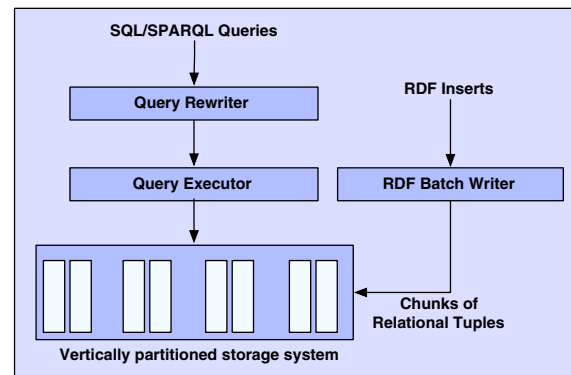 SQL/SPARQL Queries
Query Rewriter
Query Executor
RDF Inserts
RDF Batch Writer
Chunks of
Relational Tuples
Vertically partitioned storage system